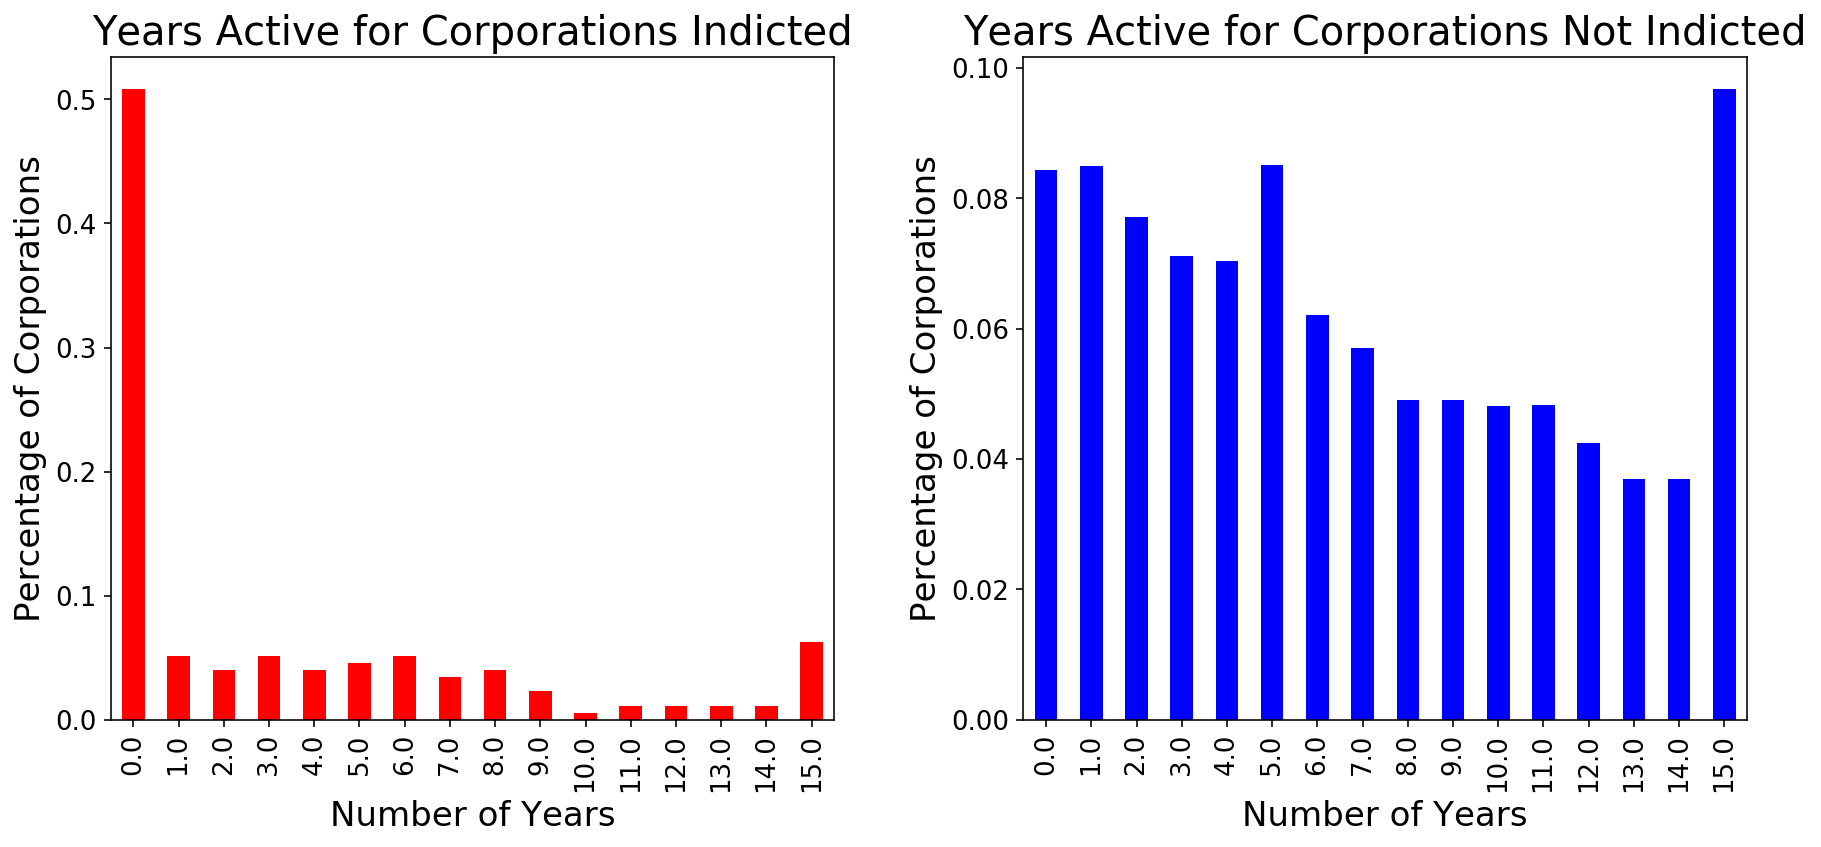 Years Active for Corporations Indicted
Percentage of Corporations
0.5
0.4
0.3
0.2
0.1
0.0
0.0 1.0 2.0 3.0 4.0 5.0 6.0 7.0 8.0 9.0 10.0 11.0 12.0 13.0 14.0 15.0
Number of Years
Years Active for Corporations Not Indicted
Percentage of Corporations
0.10
0.08
0.06
0.04
0.02
0.00
0.0 1.0 2.0 3.0 4.0 5.0 6.0 7.0 8.0 9.0 10.0 11.0 12.0 13.0 14.0 15.0
Number of Years